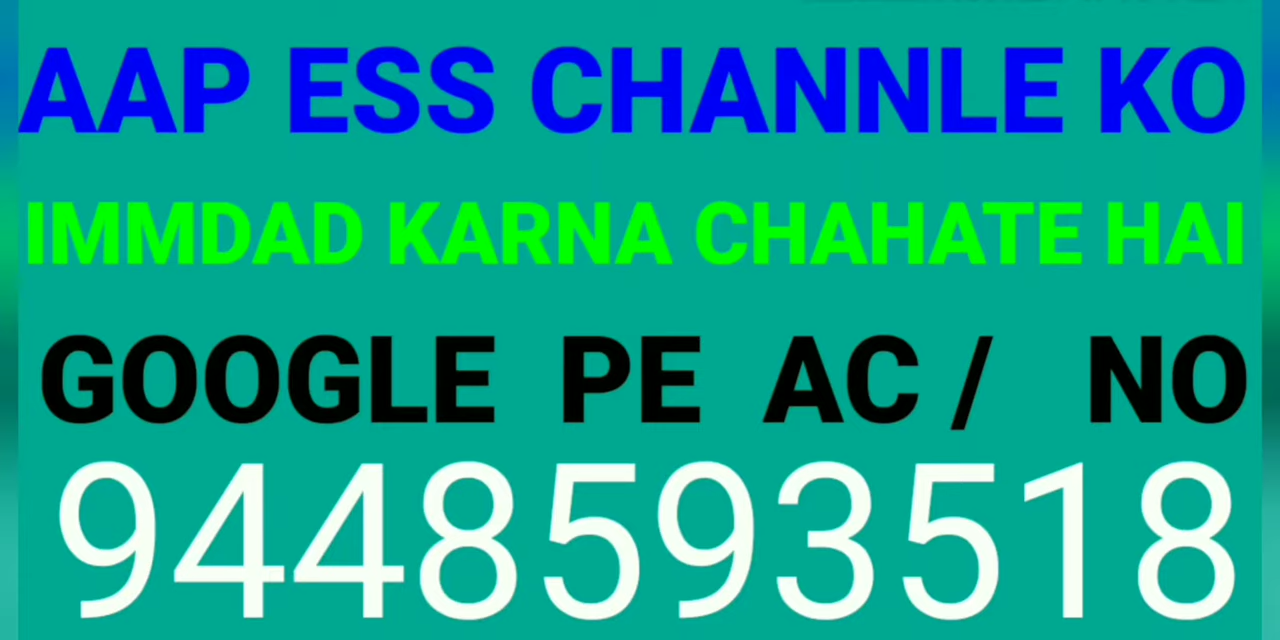 AAP ESS CHANNLE KO
IMMDAD KARNA CHAHATE HAI
GOOGLE PE AC / NO
9448593518